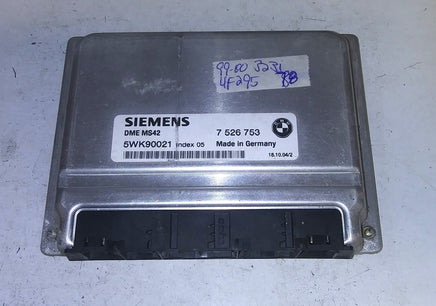 99-00 323i
4F295 88
SIEMENS
DME MS42
7 526 753
5WK90021 Index 05
Made in Germany
18.10.04/2